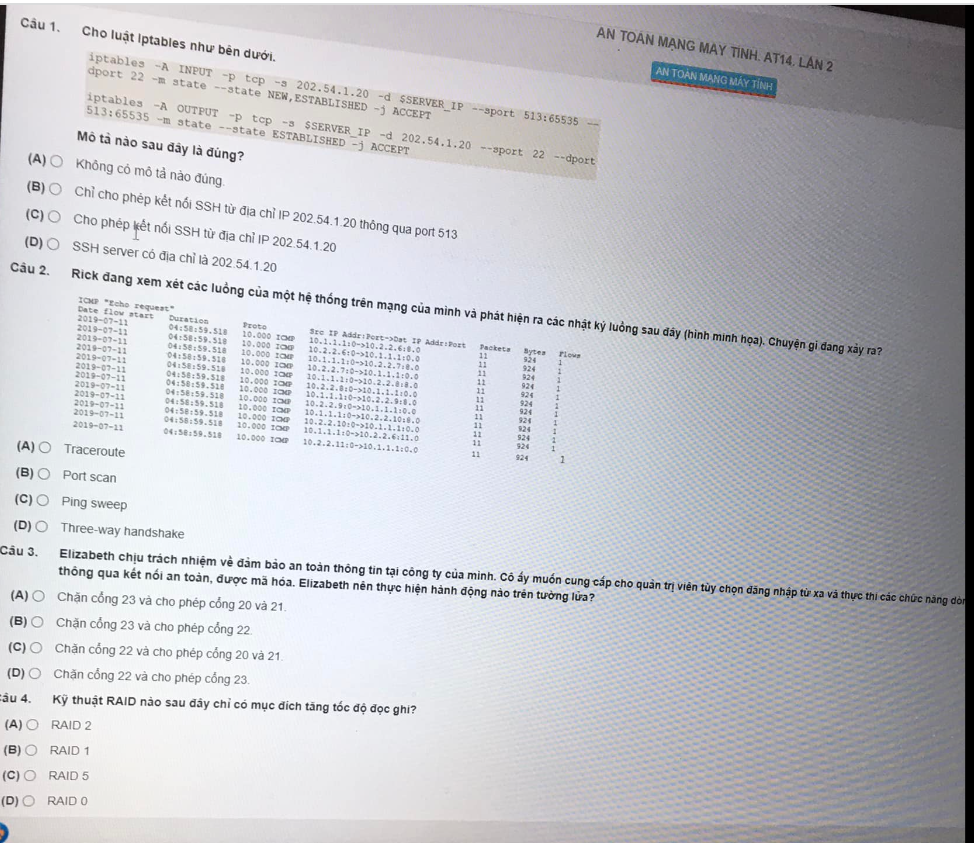 AN TOÀN MẠNG MÁY TÍNH. AT14. LẦN 2
AN TOÀN MẠNG MÁY TÍNH
Câu 1. Cho luật iptables như bên dưới.
iptables -A INPUT -p tcp -s 202.54.1.20 -d $SERVER_IP --sport 513:65535 --
dport 22 -m state --state NEW,ESTABLISHED -j ACCEPT
iptables -A OUTPUT -p tcp -s $SERVER_IP -d 202.54.1.20 --sport 22 --dport
513:65535 -m state --state ESTABLISHED -j ACCEPT
Mô tả nào sau đây là đúng?
(A) Không có mô tả nào đúng.
(B) Chỉ cho phép kết nối SSH từ địa chỉ IP 202.54.1.20 thông qua port 513
(C) Cho phép kết nối SSH từ địa chỉ IP 202.54.1.20
(D) SSH server có địa chỉ là 202.54.1.20
Câu 2. Rick đang xem xét các luồng của một hệ thống trên mạng của mình và phát hiện ra các nhật ký luồng sau đây (hình minh họa). Chuyện gì đang xảy ra?
ICMP "Echo request"
Date flow start Duration Proto Src IP Addr:Port->Dst IP Addr:Port Packets Bytes Flows
2019-07-11 04:58:59.518 10.000 ICMP 10.1.1.1:0->10.2.2.6:8.0 11 924 1
2019-07-11 04:58:59.518 10.000 ICMP 10.2.2.6:0->10.1.1.1:0.0 11 924 1
2019-07-11 04:58:59.518 10.000 ICMP 10.1.1.1:0->10.2.2.7:8.0 11 924 1
2019-07-11 04:58:59.518 10.000 ICMP 10.2.2.7:0->10.1.1.1:0.0 11 924 1
2019-07-11 04:58:59.518 10.000 ICMP 10.1.1.1:0->10.2.2.8:8.0 11 924 1
2019-07-11 04:58:59.518 10.000 ICMP 10.2.2.8:0->10.1.1.1:0.0 11 924 1
2019-07-11 04:58:59.518 10.000 ICMP 10.1.1.1:0->10.2.2.9:8.0 11 924 1
2019-07-11 04:58:59.518 10.000 ICMP 10.2.2.9:0->10.1.1.1:0.0 11 924 1
2019-07-11 04:58:59.518 10.000 ICMP 10.1.1.1:0->10.2.2.10:8.0 11 924 1
2019-07-11 04:58:59.518 10.000 ICMP 10.2.2.10:0->10.1.1.1:0.0 11 924 1
2019-07-11 04:58:59.518 10.000 ICMP 10.1.1.1:0->10.2.2.6:11.0 11 924 1
2019-07-11 04:58:59.518 10.000 ICMP 10.2.2.11:0->10.1.1.1:0.0 11 924 1
(A) Traceroute
(B) Port scan
(C) Ping sweep
(D) Three-way handshake
Câu 3. Elizabeth chịu trách nhiệm về đảm bảo an toàn thông tin tại công ty của mình. Cô ấy muốn cung cấp cho quản trị viên tùy chọn đăng nhập từ xa và thực thi các chức năng dòn
thông qua kết nối an toàn, được mã hóa. Elizabeth nên thực hiện hành động nào trên tường lửa?
(A) Chặn cổng 23 và cho phép cổng 20 và 21.
(B) Chặn cổng 23 và cho phép cổng 22.
(C) Chặn cổng 22 và cho phép cổng 20 và 21.
(D) Chặn cổng 22 và cho phép cổng 23.
Câu 4. Kỹ thuật RAID nào sau đây chỉ có mục đích tăng tốc độ đọc ghi?
(A) RAID 2
(B) RAID 1
(C) RAID 5
(D) RAID 0